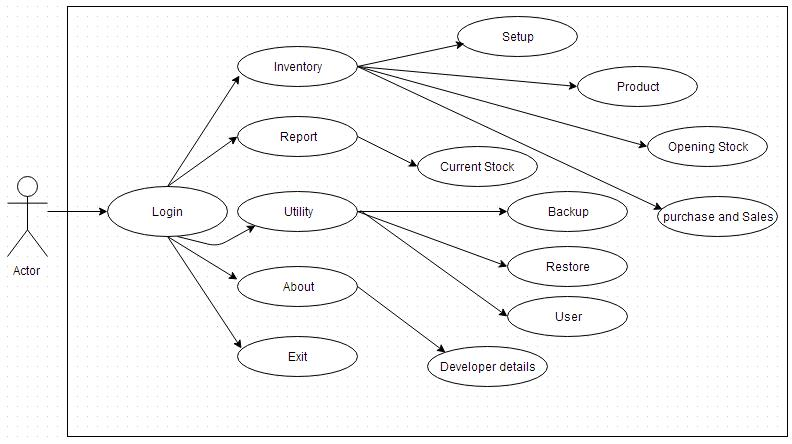 Setup
Inventory
Product
Report
Opening Stock
Current Stock
Login
Utility
Backup
purchase and Sales
Actor
Restore
About
User
Exit
Developer details